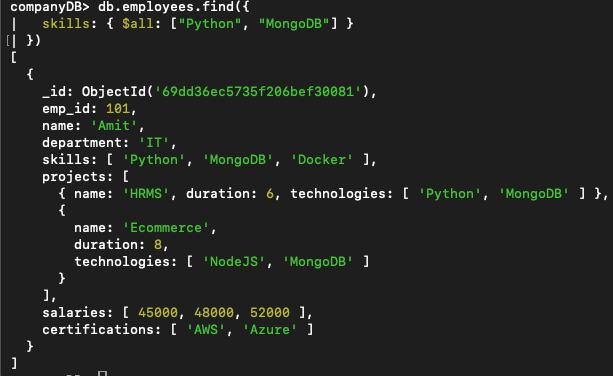 companyDB> db.employees.find({
|   skills: { $all: ["Python", "MongoDB"] }
| })
[
  {
    _id: ObjectId('69dd36ec5735f206bef30081'),
    emp_id: 101,
    name: 'Amit',
    department: 'IT',
    skills: [ 'Python', 'MongoDB', 'Docker' ],
    projects: [
      { name: 'HRMS', duration: 6, technologies: [ 'Python', 'MongoDB' ] },
      {
        name: 'Ecommerce',
        duration: 8,
        technologies: [ 'NodeJS', 'MongoDB' ]
      }
    ],
    salaries: [ 45000, 48000, 52000 ],
    certifications: [ 'AWS', 'Azure' ]
  }
]